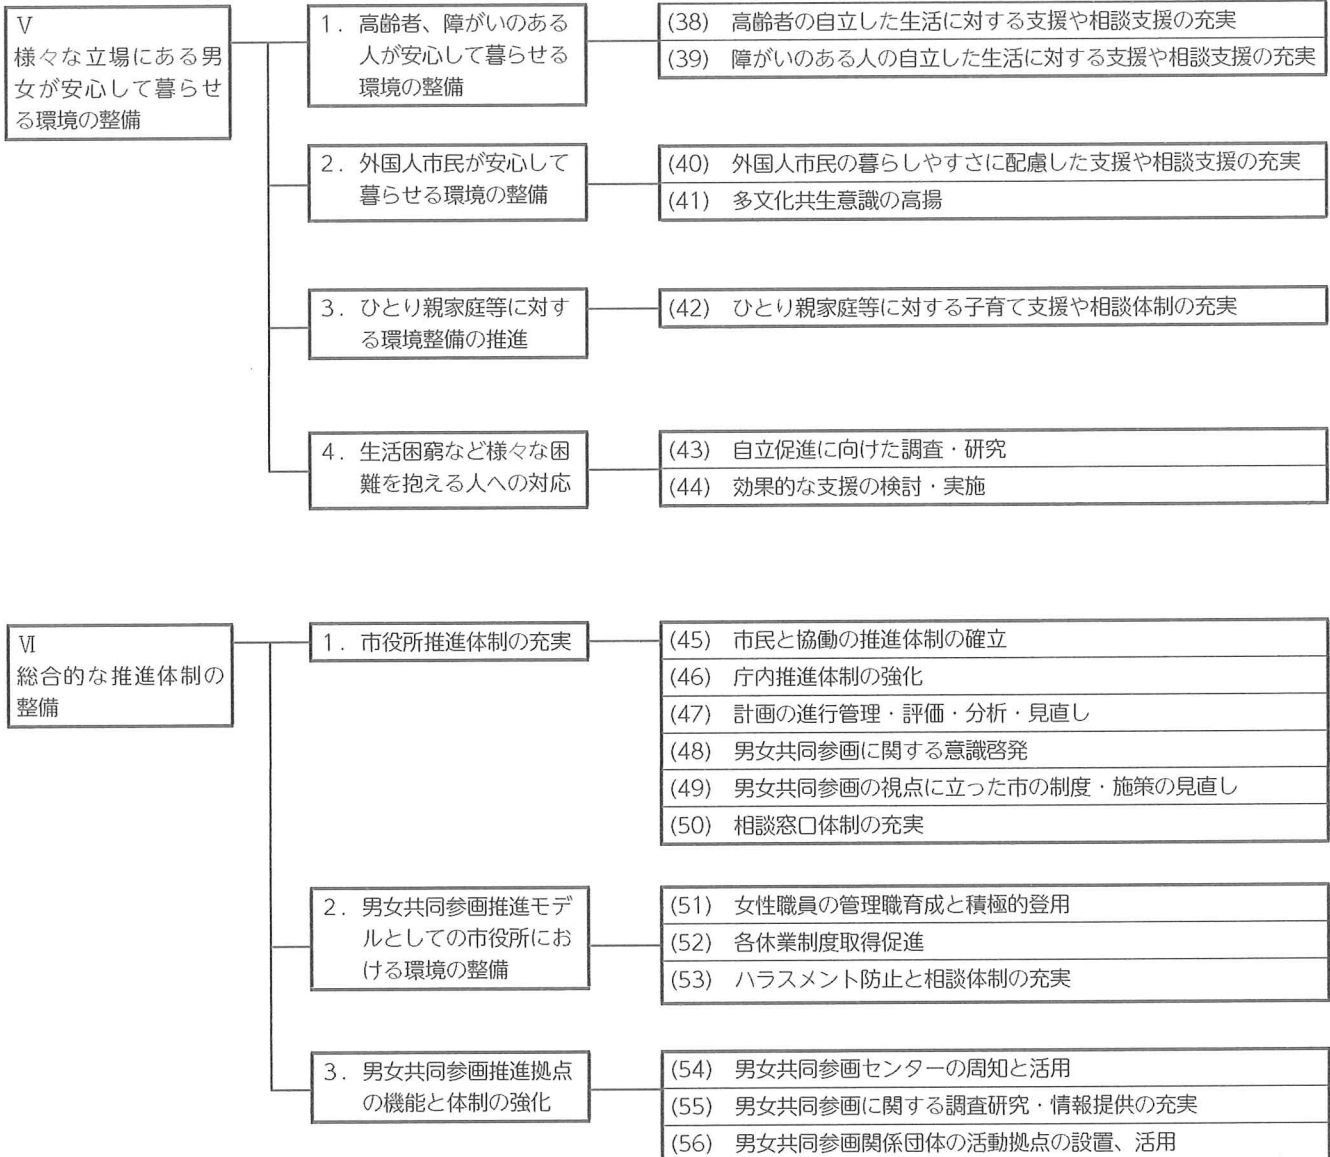 Ⅴ
様々な立場にある男
女が安心して暮らせ
る環境の整備
1．高齢者、障がいのある
人が安心して暮らせる
環境の整備
(38) 高齢者の自立した生活に対する支援や相談支援の充実
(39) 障がいのある人の自立した生活に対する支援や相談支援の充実
2．外国人市民が安心して
暮らせる環境の整備
(40) 外国人市民の暮らしやすさに配慮した支援や相談支援の充実
(41) 多文化共生意識の高揚
3．ひとり親家庭等に対す
る環境整備の推進
(42) ひとり親家庭等に対する子育て支援や相談体制の充実
4．生活困窮など様々な困
難を抱える人への対応
(43) 自立促進に向けた調査・研究
(44) 効果的な支援の検討・実施
Ⅵ
総合的な推進体制の
整備
1．市役所推進体制の充実
(45) 市民と協働の推進体制の確立
(46) 庁内推進体制の強化
(47) 計画の進行管理・評価・分析・見直し
(48) 男女共同参画に関する意識啓発
(49) 男女共同参画の視点に立った市の制度・施策の見直し
(50) 相談窓口体制の充実
2．男女共同参画推進モデ
ルとしての市役所にお
ける環境の整備
(51) 女性職員の管理職育成と積極的登用
(52) 各休業制度取得促進
(53) ハラスメント防止と相談体制の充実
3．男女共同参画推進拠点
の機能と体制の強化
(54) 男女共同参画センターの周知と活用
(55) 男女共同参画に関する調査研究・情報提供の充実
(56) 男女共同参画関係団体の活動拠点の設置、活用